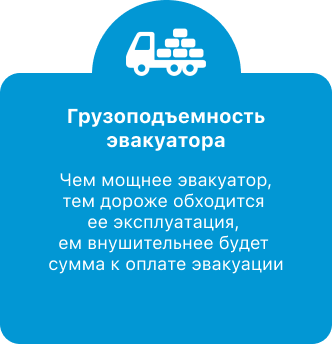 Грузоподъемность
эвакуатора
Чем мощнее эвакуатор,
тем дороже обходится
ее эксплуатация,
ем внушительнее будет
сумма к оплате эвакуации